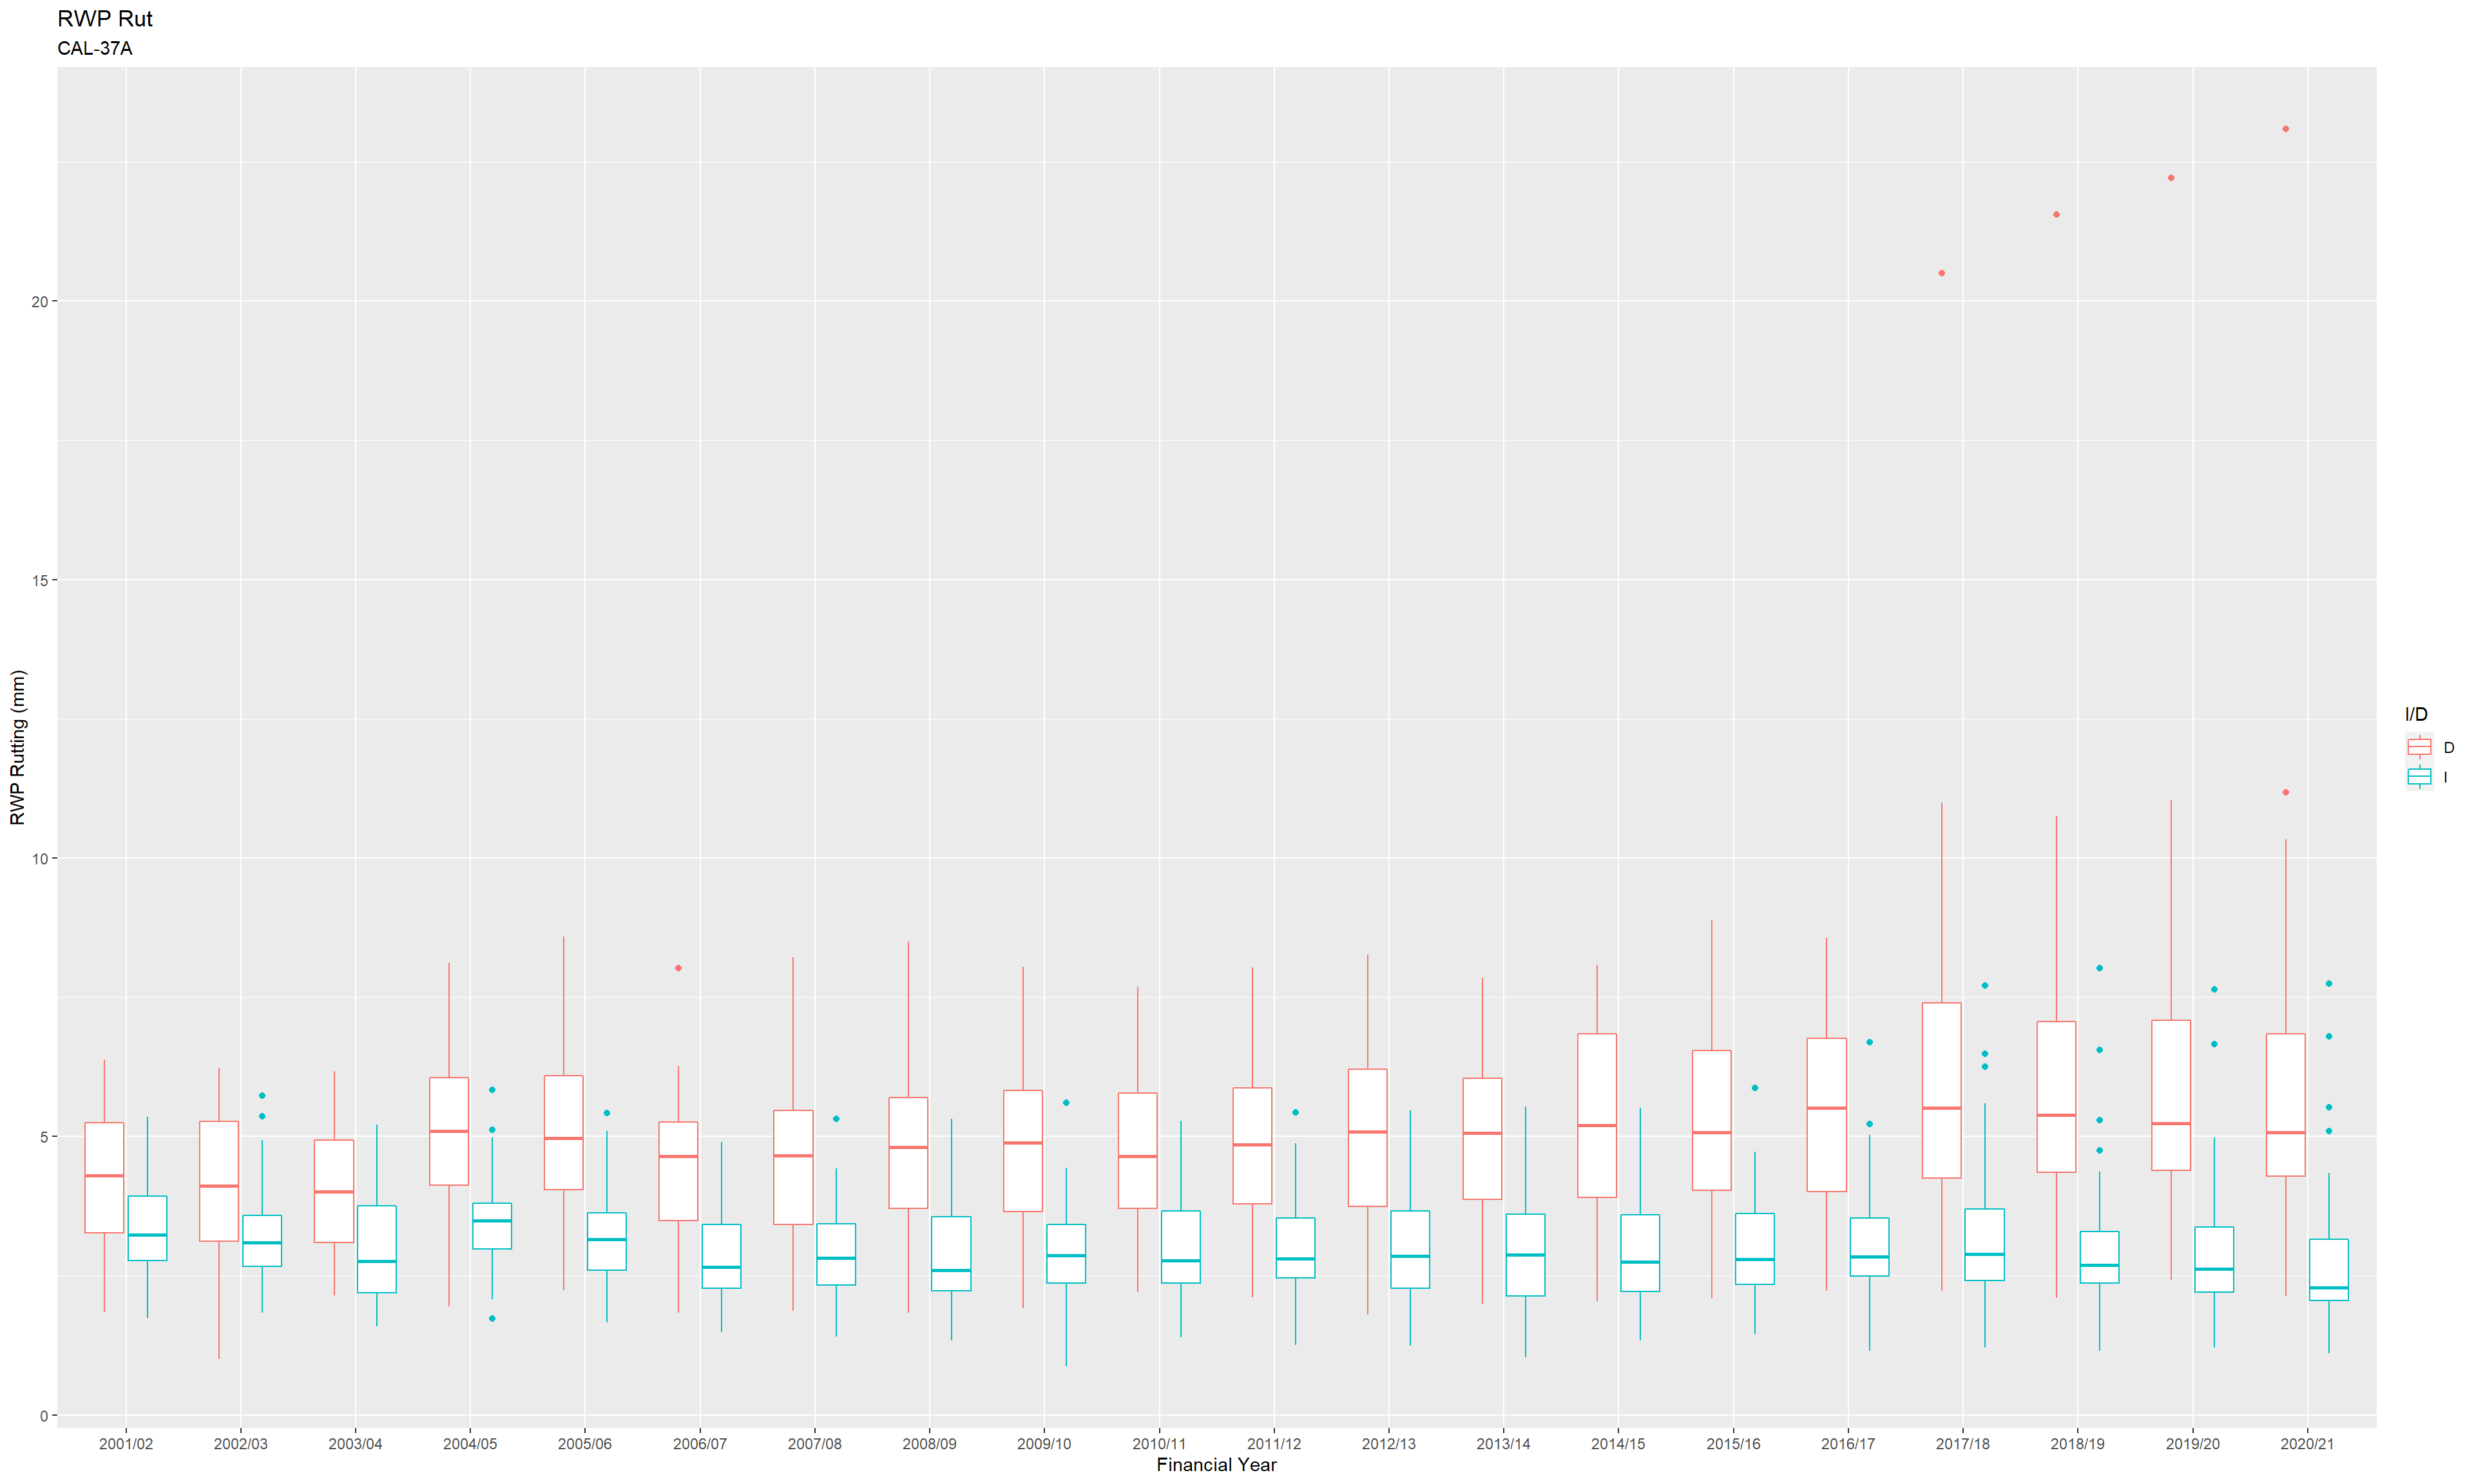 RWP Rut
CAL-37A
RWP Rutting (mm)
20
15
10
5
0
2001/02 2002/03 2003/04 2004/05 2005/06 2006/07 2007/08 2008/09 2009/10 2010/11 2011/12 2012/13 2013/14 2014/15 2015/16 2016/17 2017/18 2018/19 2019/20 2020/21
Financial Year
I/D
D
I